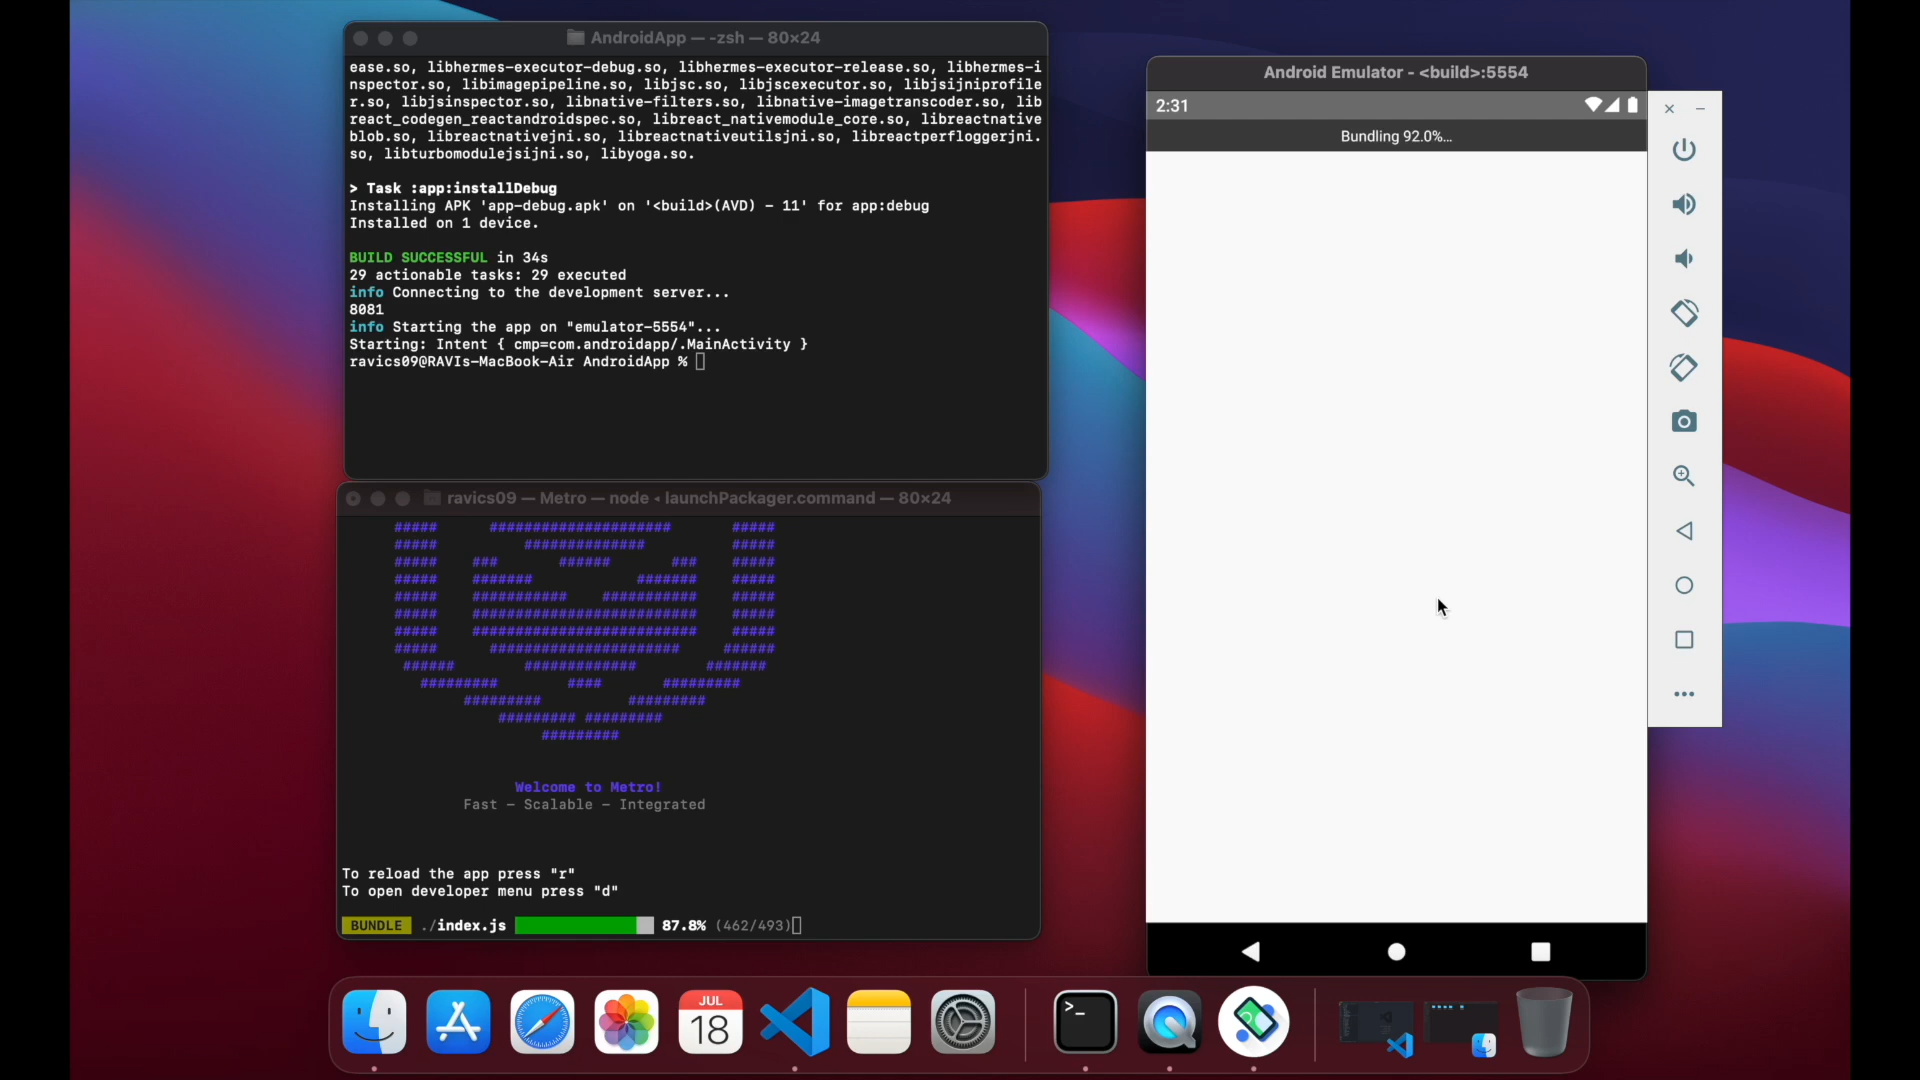 AndroidApp — -zsh — 80×24
ease.so, libhermes-executor-debug.so, libhermes-executor-release.so, libhermes-i
nspector.so, libimagepipeline.so, libjsc.so, libjscexecutor.so, libjsijniprofile
r.so, libjsinspector.so, libnative-filters.so, libnative-imagetranscoder.so, lib
react_codegen_reactandroidspec.so, libreact_nativemodule_core.so, libreactnative
blob.so, libreactnativejni.so, libreactnativeutilsjni.so, libreactperfloggerjni.
so, libturbomodulejsijni.so, libyoga.so.
> Task :app:installDebug
Installing APK 'app-debug.apk' on '<build>(AVD) - 11' for app:debug
Installed on 1 device.
BUILD SUCCESSFUL in 34s
29 actionable tasks: 29 executed
info Connecting to the development server...
8081
info Starting the app on "emulator-5554"...
Starting: Intent { cmp=com.androidapp/.MainActivity }
ravics09@RAVIs-MacBook-Air AndroidApp %
ravics09 — Metro — node ◂ launchPackager.command — 80×24
##### ##################### #####
##### ############## #####
##### ### ###### ### #####
##### ####### ####### #####
##### ########### ########### #####
##### ########################## #####
##### ########################## #####
##### ###################### ######
###### ############# #######
######### #### #########
######### #########
######### #########
#########
Welcome to Metro!
Fast - Scalable - Integrated
To reload the app press "r"
To open developer menu press "d"
BUNDLE ./index.js 87.8% (462/493)
Android Emulator - <build>:5554
2:31
Bundling 92.0%...
JUL
18
>_